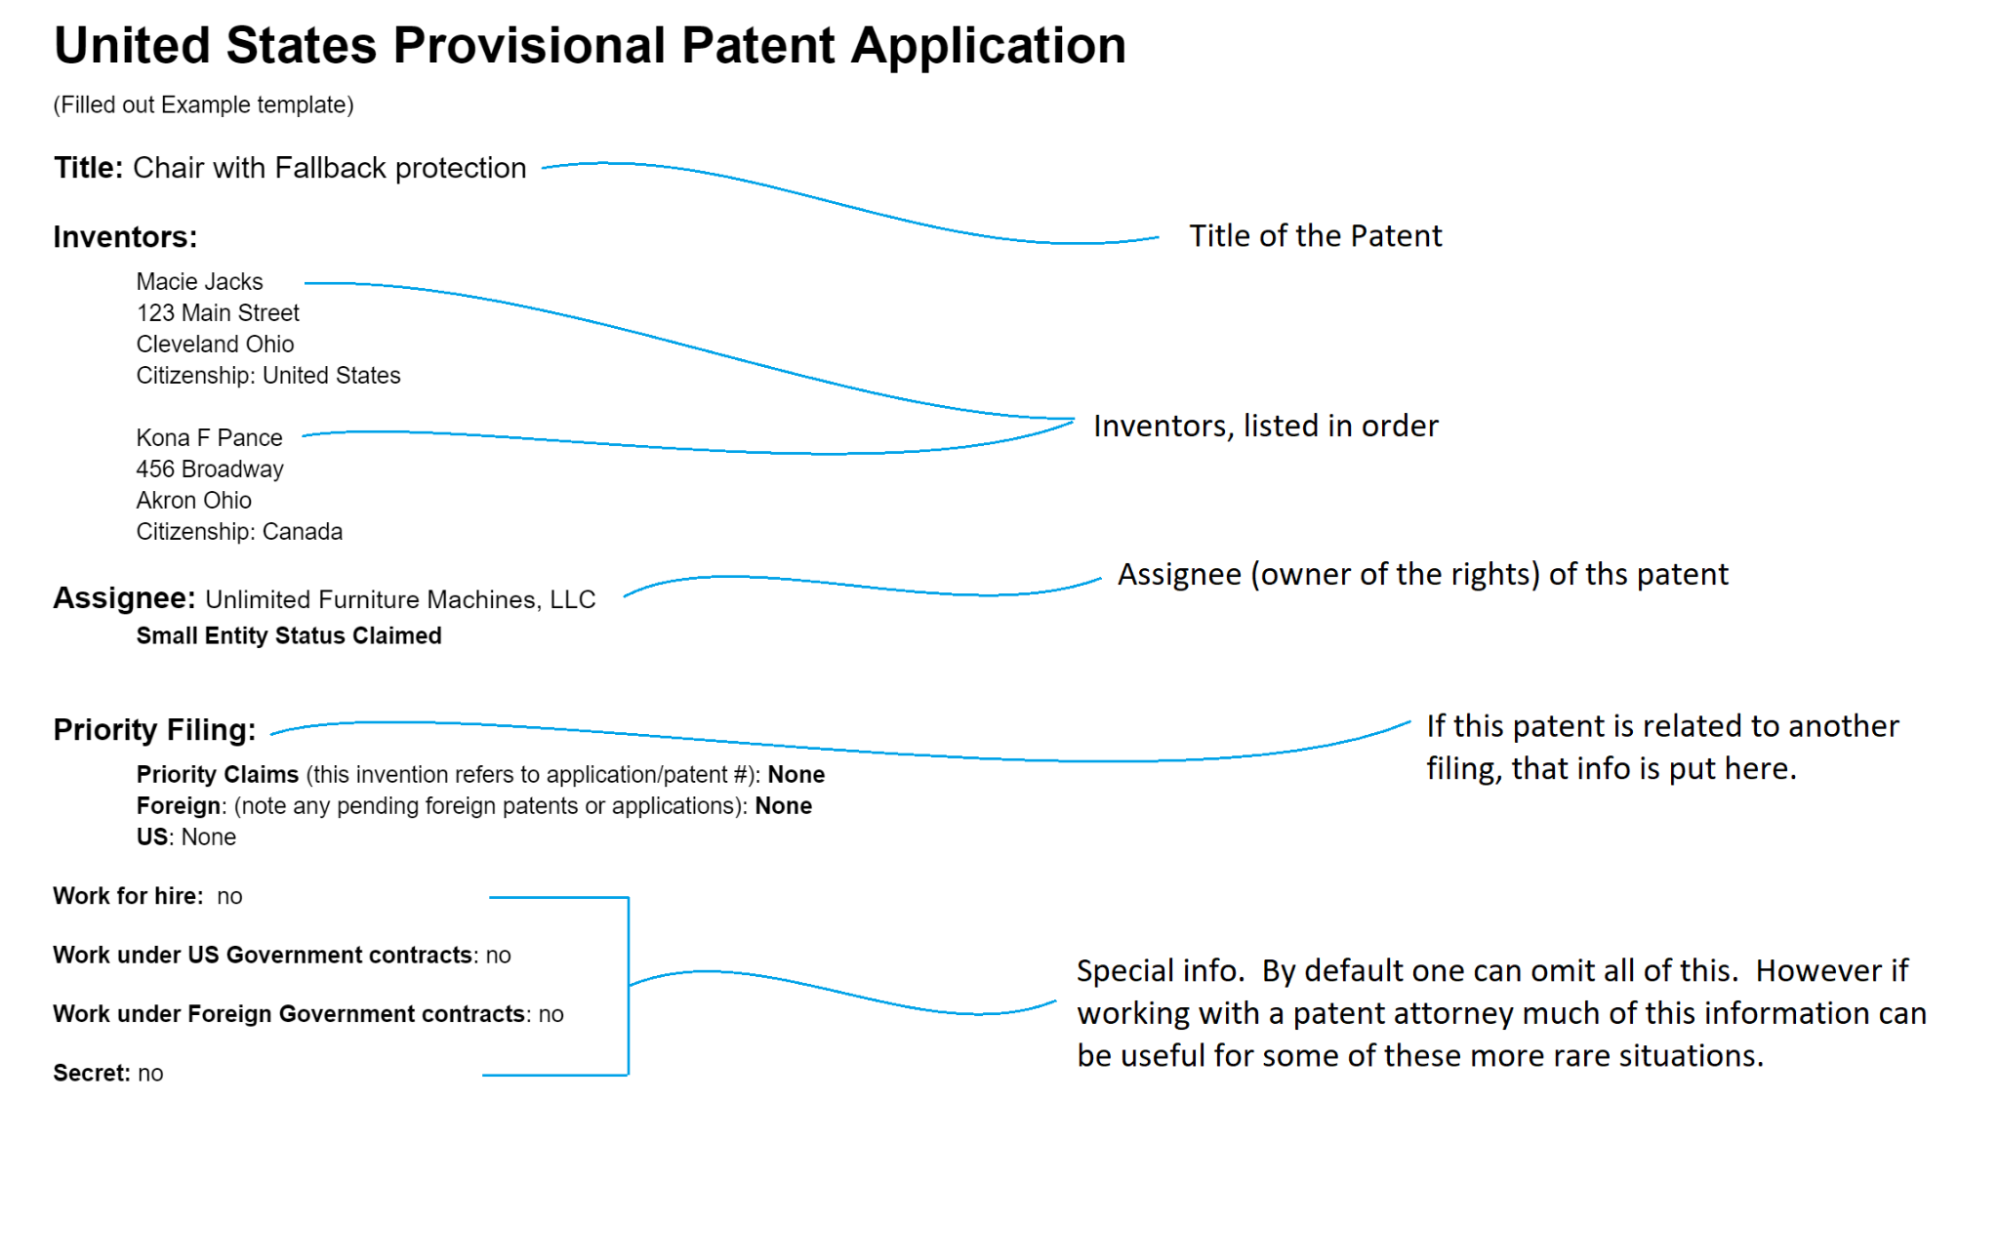 United States Provisional Patent Application
(Filled out Example template)
Title: Chair with Fallback protection
Title of the Patent
Inventors:
Macie Jacks
123 Main Street
Cleveland Ohio
Citizenship: United States
Inventors, listed in order
Kona F Pance
456 Broadway
Akron Ohio
Citizenship: Canada
Assignee (owner of the rights) of ths patent
Assignee: Unlimited Furniture Machines, LLC
Small Entity Status Claimed
Priority Filing:
If this patent is related to another
filing, that info is put here.
Priority Claims (this invention refers to application/patent #): None
Foreign: (note any pending foreign patents or applications): None
US: None
Work for hire:  no
Work under US Government contracts: no
Work under Foreign Government contracts: no
Secret: no
Special info.  By default one can omit all of this.  However if
working with a patent attorney much of this information can
be useful for some of these more rare situations.